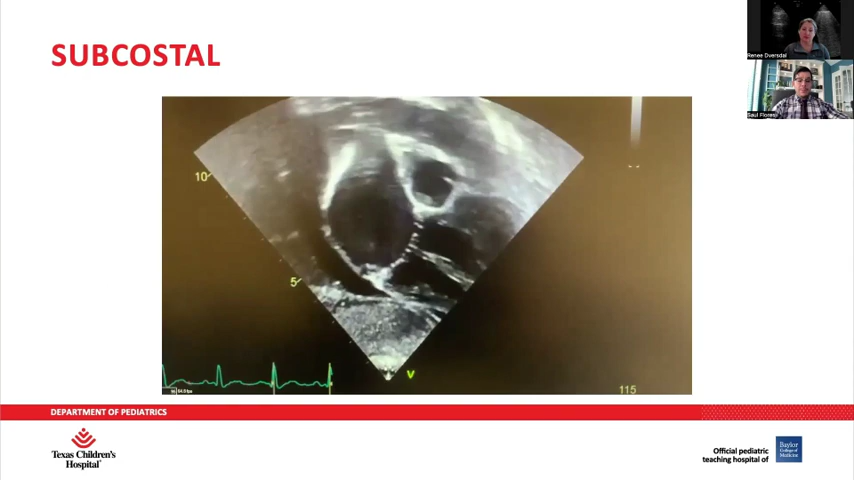 SUBCOSTAL
Renee Dversdal
Saul Flores
10
5
V
115
DEPARTMENT OF PEDIATRICS
Texas Children's
Hospital
Official pediatric
teaching hospital of
Baylor
College of
Medicine